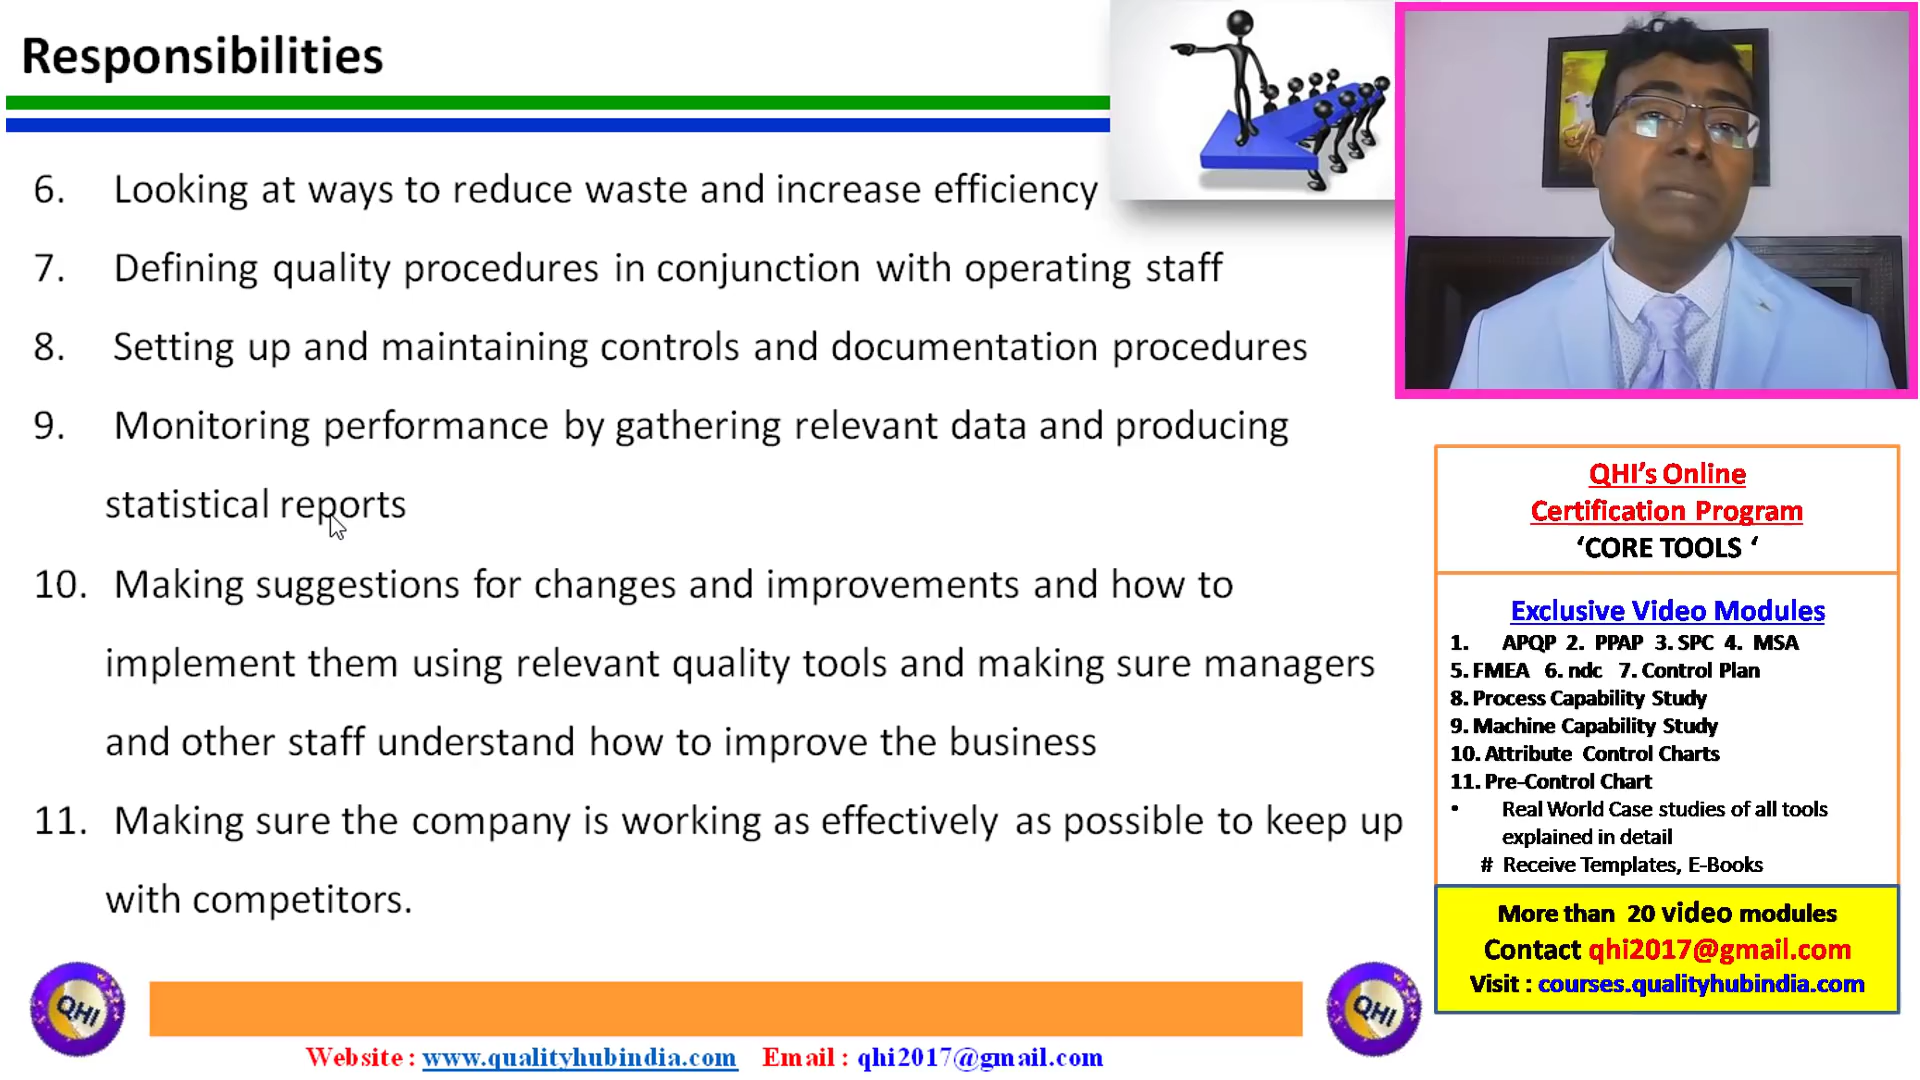 Responsibilities
6. Looking at ways to reduce waste and increase efficiency
7. Defining quality procedures in conjunction with operating staff
8. Setting up and maintaining controls and documentation procedures
9. Monitoring performance by gathering relevant data and producing
statistical reports
10. Making suggestions for changes and improvements and how to
implement them using relevant quality tools and making sure managers
and other staff understand how to improve the business
11. Making sure the company is working as effectively as possible to keep up
with competitors.
QHI’s Online
Certification Program
‘CORE TOOLS ‘
Exclusive Video Modules
1. APQP 2. PPAP 3. SPC 4. MSA
5. FMEA 6. ndc 7. Control Plan
8. Process Capability Study
9. Machine Capability Study
10. Attribute Control Charts
11. Pre-Control Chart
• Real World Case studies of all tools
explained in detail
# Receive Templates, E-Books
More than 20 video modules
Contact qhi2017@gmail.com
Visit : courses.qualityhubindia.com
QHI
QHI
Website : www.qualityhubindia.com Email : qhi2017@gmail.com